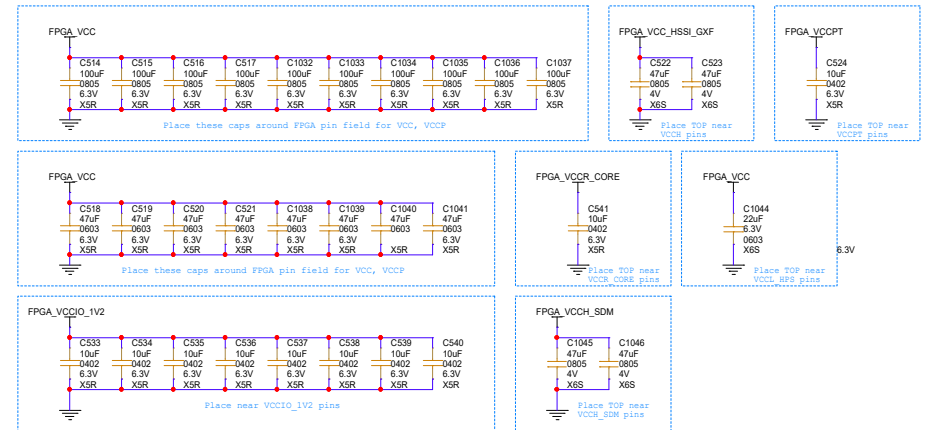 FPGA_VCC
C514 C515 C516 C517 C1032 C1033 C1034 C1035 C1036 C1037
100uF 100uF 100uF 100uF 100uF 100uF 100uF 100uF 100uF 100uF
0805 0805 0805 0805 0805 0805 0805 0805 0805 0805
6.3V 6.3V 6.3V 6.3V 6.3V 6.3V 6.3V 6.3V 6.3V 6.3V
X5R X5R X5R X5R X5R X5R X5R X5R X5R X5R
Place these caps around FPGA pin field for VCC, VCCP
FPGA_VCC_HSSI_GXF
C522 C523
47uF 47uF
0805 0805
4V 4V
X6S X6S
Place TOP near
VCCH pins
FPGA_VCCPT
C524
10uF
0402
6.3V
X5R
Place TOP near
VCCPT pins
FPGA_VCC
C518 C519 C520 C521 C1038 C1039 C1040 C1041
47uF 47uF 47uF 47uF 47uF 47uF 47uF 47uF
0603 0603 0603 0603 0603 0603 0603 0603
6.3V 6.3V 6.3V 6.3V 6.3V 6.3V 6.3V 6.3V
X5R X5R X5R X5R X5R X5R X5R X5R
Place these caps around FPGA pin field for VCC, VCCP
FPGA_VCCR_CORE
C541
10uF
0402
6.3V
X5R
Place TOP near
VCCR_CORE pins
FPGA_VCC
C1044
22uF
6.3V
0603
X6S
6.3V
Place TOP near
VCCL_HPS pins
FPGA_VCCIO_1V2
C533 C534 C535 C536 C537 C538 C539 C540
10uF 10uF 10uF 10uF 10uF 10uF 10uF 10uF
0402 0402 0402 0402 0402 0402 0402 0402
6.3V 6.3V 6.3V 6.3V 6.3V 6.3V 6.3V 6.3V
X5R X5R X5R X5R X5R X5R X5R X5R
Place near VCCIO_1V2 pins
FPGA_VCCH_SDM
C1045 C1046
47uF 47uF
0805 0805
4V 4V
X6S X6S
Place TOP near
VCCH_SDM pins